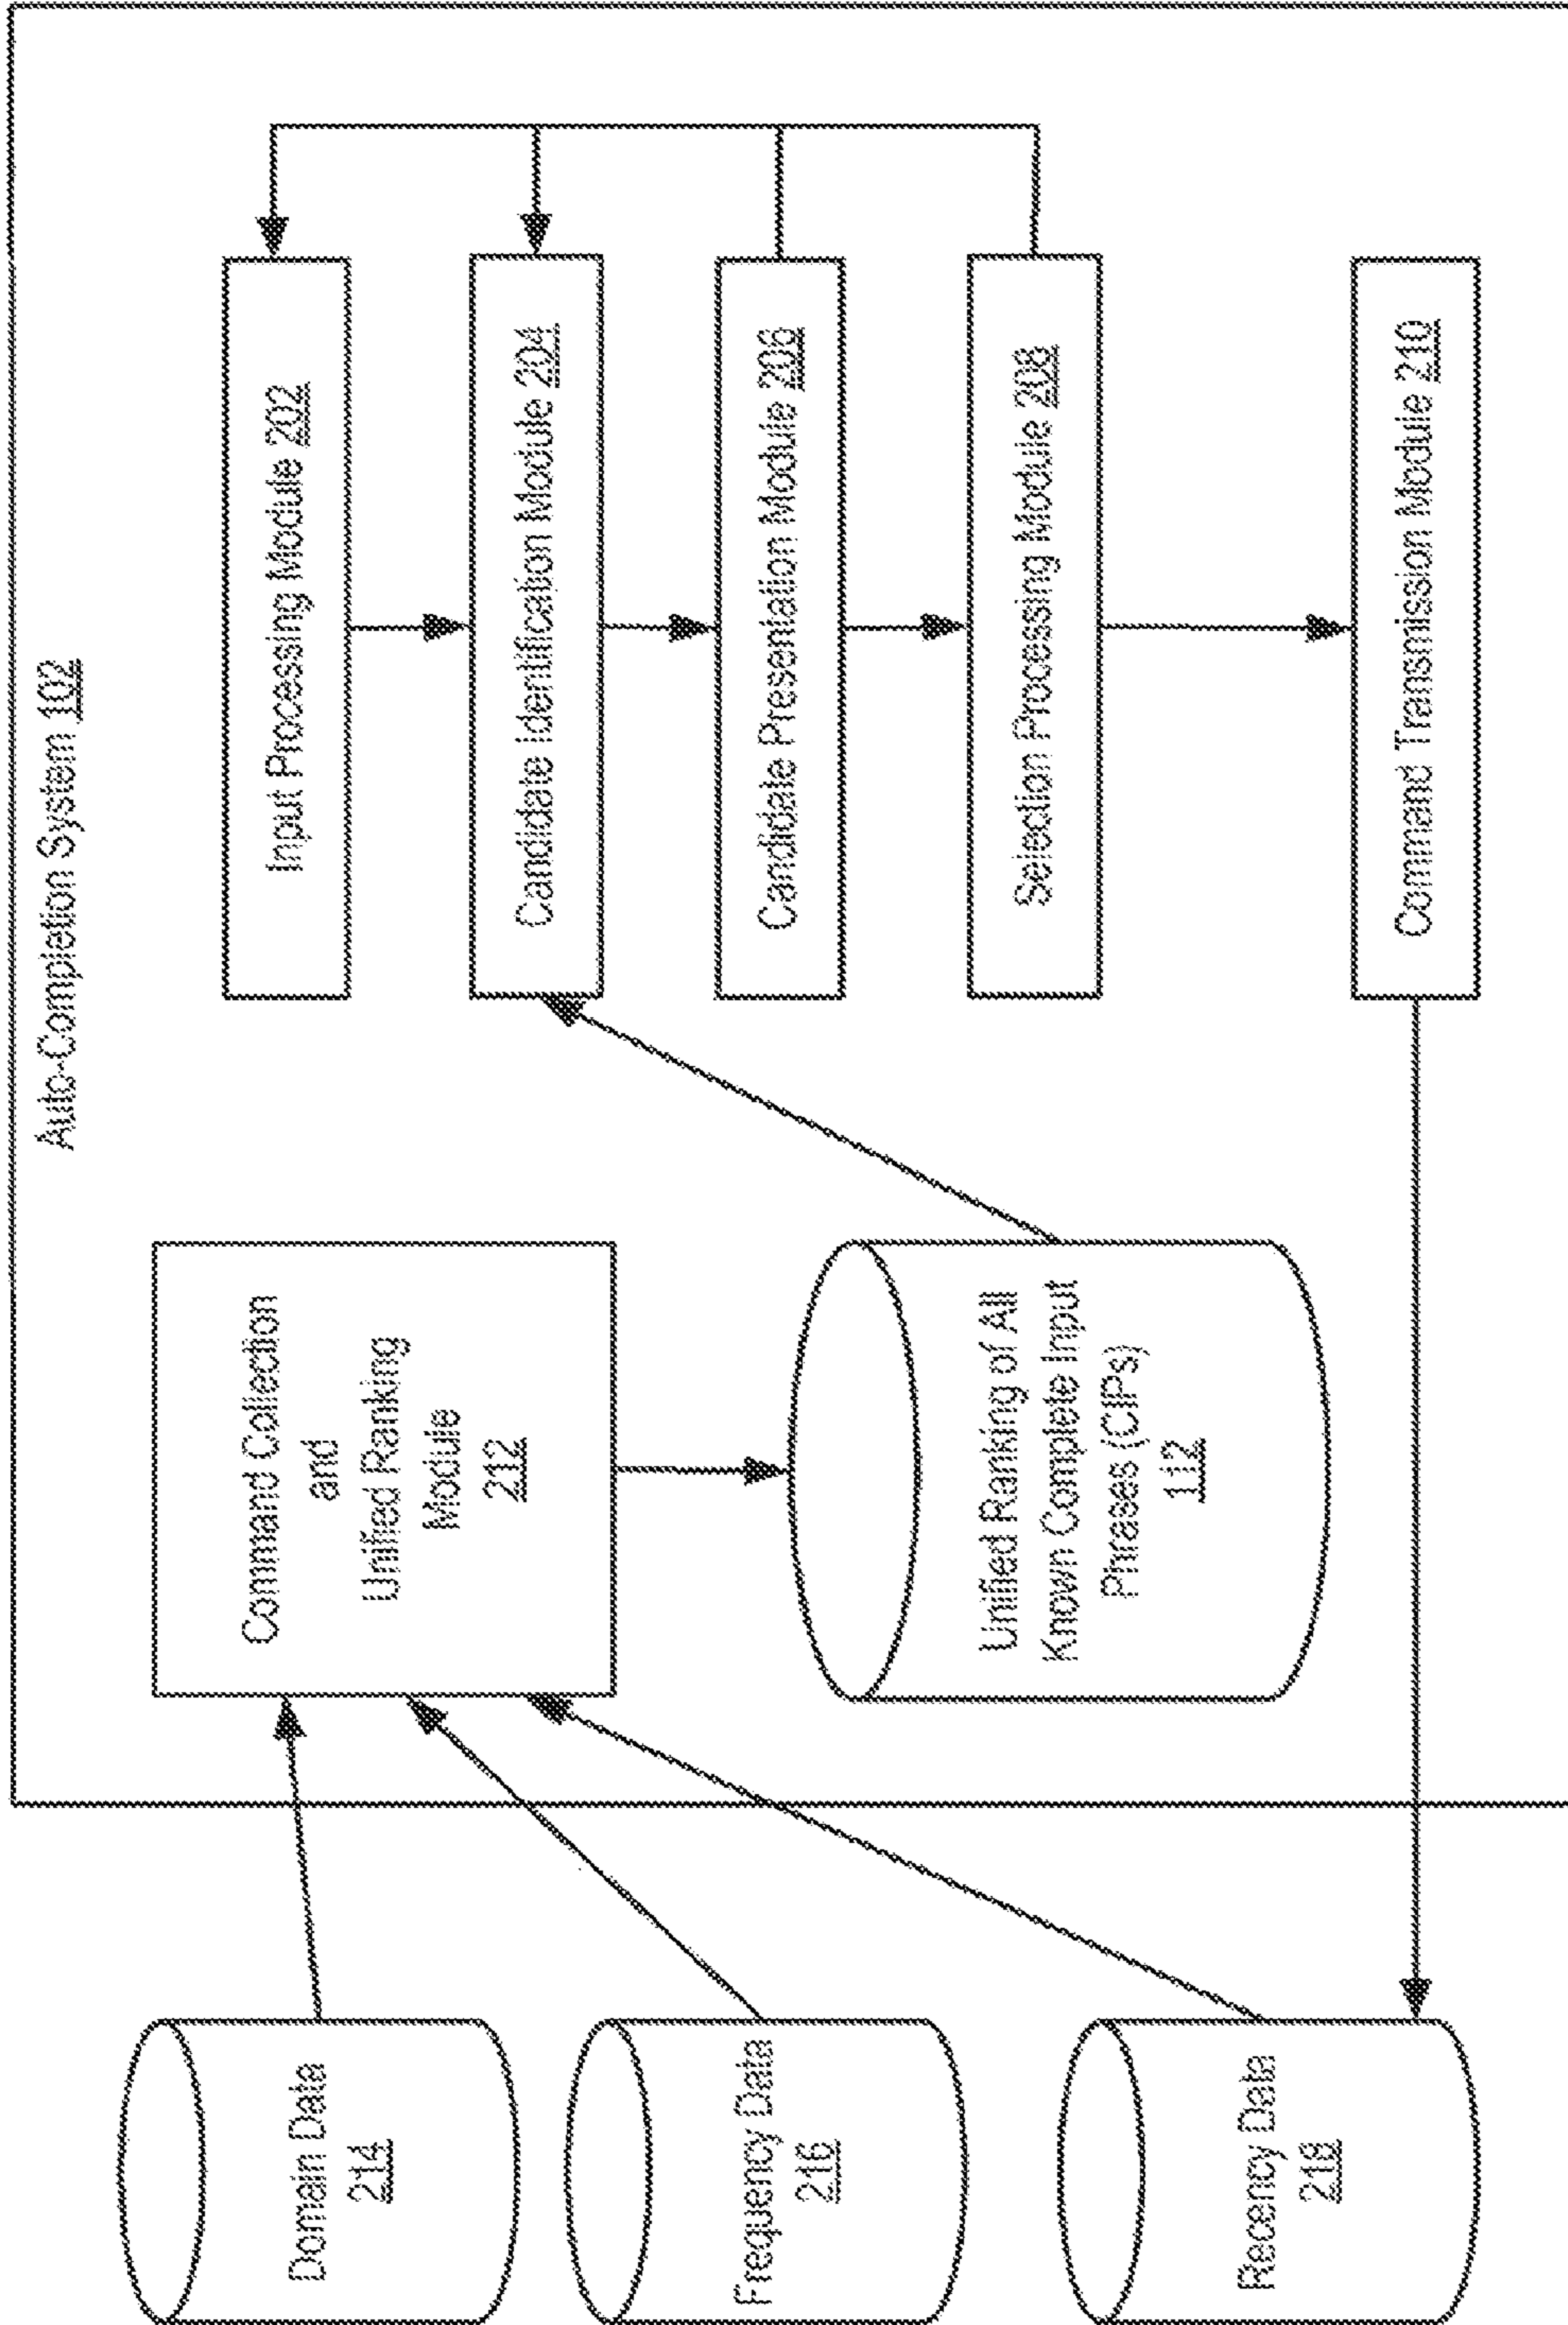 Auto-Completion System 102
Domain Data
214
Frequency Data
216
Recency Data
218
Command Collection
and
Unified Ranking
Module
212
Unified Ranking of All
Known Complete Input
Phrases (CIPs)
112
Input Processing Module 202
Candidate Identification Module 204
Candidate Presentation Module 206
Selection Processing Module 208
Command Transmission Module 210